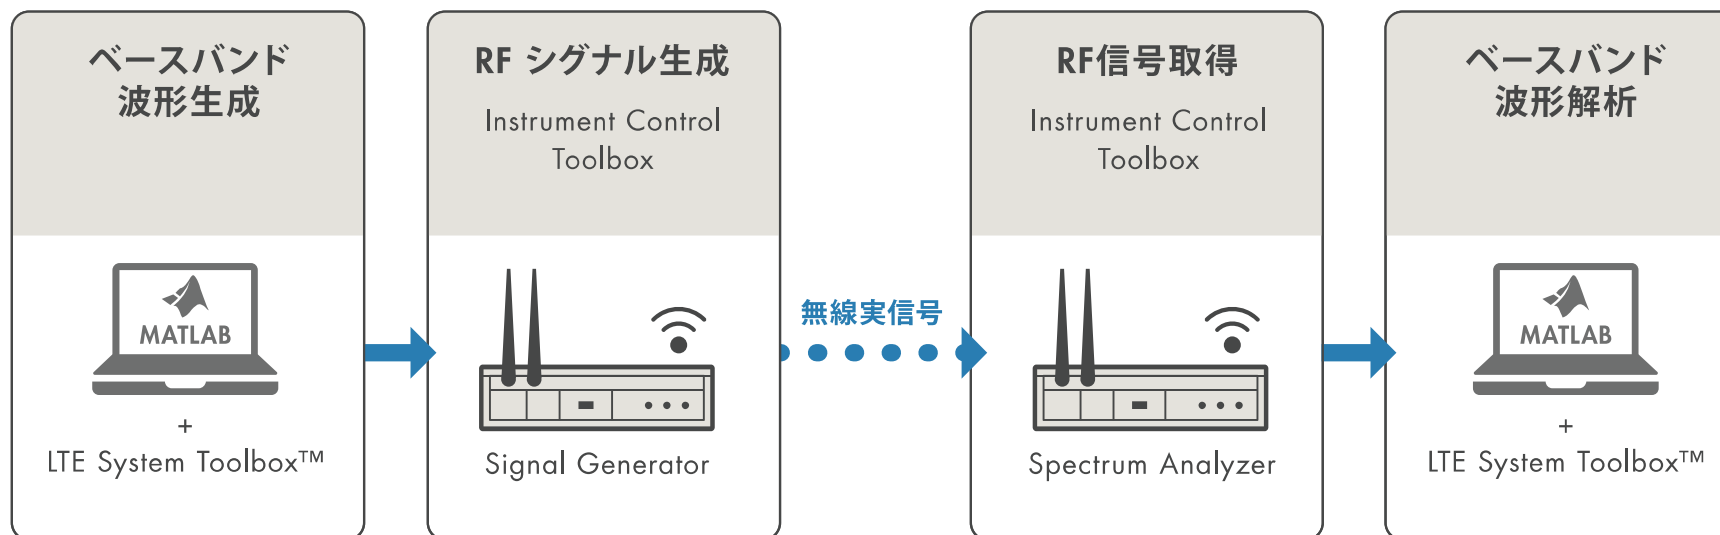 ベースバンド
波形生成
MATLAB
+
LTE System Toolbox™
RF シグナル生成
Instrument Control
Toolbox
Signal Generator
無線実信号
RF信号取得
Instrument Control
Toolbox
Spectrum Analyzer
ベースバンド
波形解析
MATLAB
+
LTE System Toolbox™